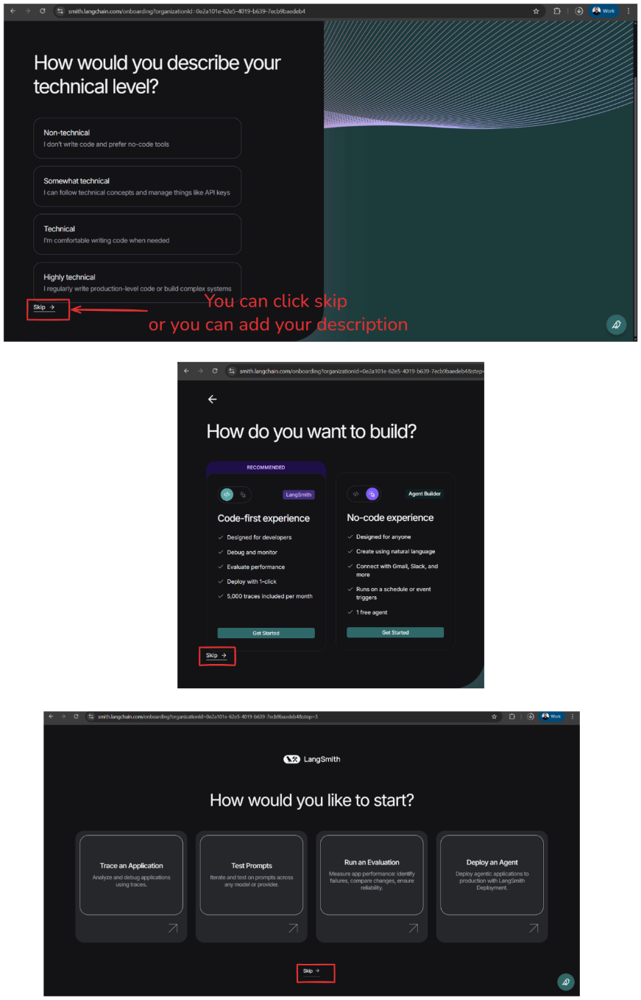 smith.langchain.com/onboarding?organizationId=0e2a101e-62e5-4019-b639-7ecb9baedeb4
Work
How would you describe your
technical level?
Non-technical
I don't write code and prefer no-code tools
Somewhat technical
I can follow technical concepts and manage things like API keys
Technical
I'm comfortable writing code when needed
Highly technical
I regularly write production-level code or build complex systems
Skip →
You can click skip
or you can add your description
smith.langchain.com/onboarding?organizationId=0e2a101e-62e5-4019-b639-7ecb9baedeb4&step=
How do you want to build?
RECOMMENDED
LangSmith
Code-first experience
Designed for developers
Debug and monitor
Evaluate performance
Deploy with 1-click
5,000 traces included per month
Get Started
Agent Builder
No-code experience
Designed for anyone
Create using natural language
Connect with Gmail, Slack, and
more
Runs on a schedule or event
triggers
1 free agent
Get Started
Skip →
smith.langchain.com/onboarding?organizationId=0e2a101e-62e5-4019-b639-7ecb9baedeb4&step=3
Work
LangSmith
How would you like to start?
Trace an Application
Analyze and debug applications
using traces.
Test Prompts
Iterate and test on prompts across
any model or provider.
Run an Evaluation
Measure app performance: identify
failures, compare changes, ensure
reliability.
Deploy an Agent
Deploy agentic applications to
production with LangSmith
Deployment.
Skip →